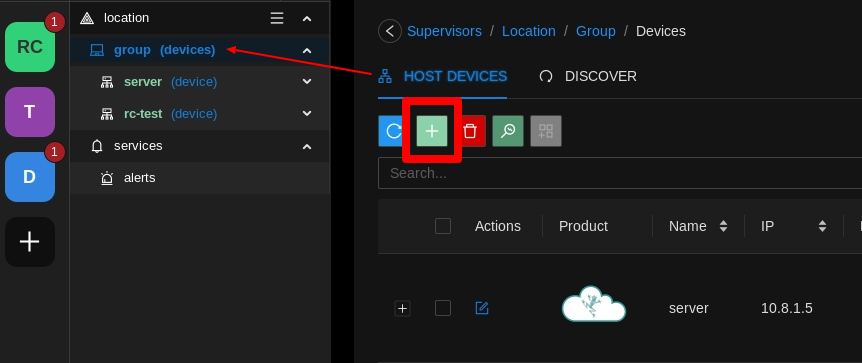 RC 1
T
D 1
location
group (devices)
server (device)
rc-test (device)
services
alerts
Supervisors / Location / Group / Devices
HOST DEVICES DISCOVER
Search...
Actions Product Name IP
server 10.8.1.5